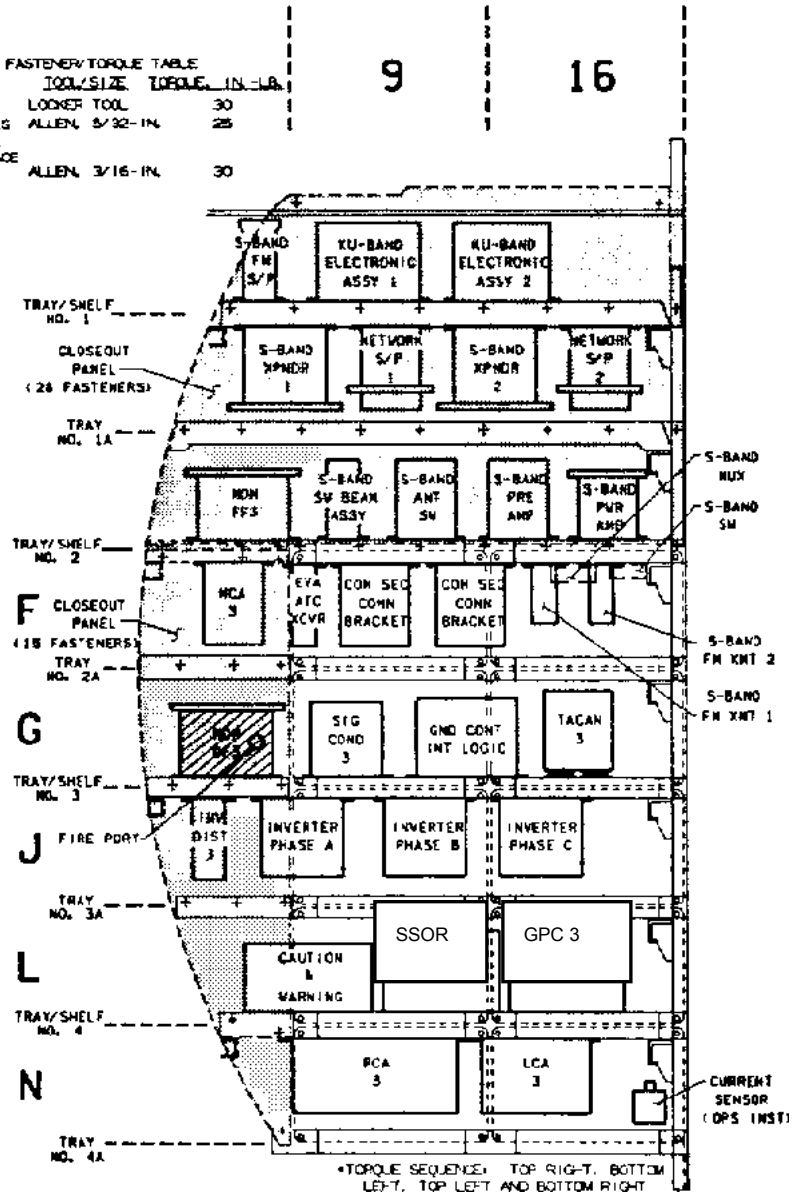 9
16
FASTENER/TORQUE TABLE
TOOL/SIZE TORQUE, IN-LB.
LOCKER TOOL 30
ALLEN, 5/32-IN. 25
ALLEN, 3/16-IN. 30
S-BAND
FM
S/P
KU-BAND
ELECTRONIC
ASSY 1
KU-BAND
ELECTRONIC
ASSY 2
TRAY/SHELF
NO. 1
CLOSEOUT
PANEL
(28 FASTENERS)
S-BAND
XPNDR
1
NETWORK
S/P
1
S-BAND
XPNDR
2
NETWORK
S/P
2
TRAY
NO. 1A
MDM
FF3
S-BAND
SW BEAM
ASSY
S-BAND
ANT
SW
S-BAND
PRE
AMP
S-BAND
PWR
AMP
S-BAND
MUX
S-BAND
SW
TRAY/SHELF
NO. 2
F
CLOSEOUT
PANEL
(15 FASTENERS)
MCA
3
EVA
ATC
XCVR
COM SEC
CONN
BRACKET
COM SEC
CONN
BRACKET
S-BAND
FM XMT 2
S-BAND
FM XMT 1
TRAY
NO. 2A
G
SIG
COND
3
GND CONT
INT LOGIC
TACAN
3
TRAY/SHELF
NO. 3
J
FIRE PORT
INV
DIST
3
INVERTER
PHASE A
INVERTER
PHASE B
INVERTER
PHASE C
TRAY
NO. 3A
L
CAUTION
&
WARNING
SSOR
GPC 3
TRAY/SHELF
NO. 4
N
PCA
3
LCA
3
CURRENT
SENSOR
(OPS INST)
TRAY
NO. 4A
*TORQUE SEQUENCE: TOP RIGHT, BOTTOM
LEFT, TOP LEFT AND BOTTOM RIGHT